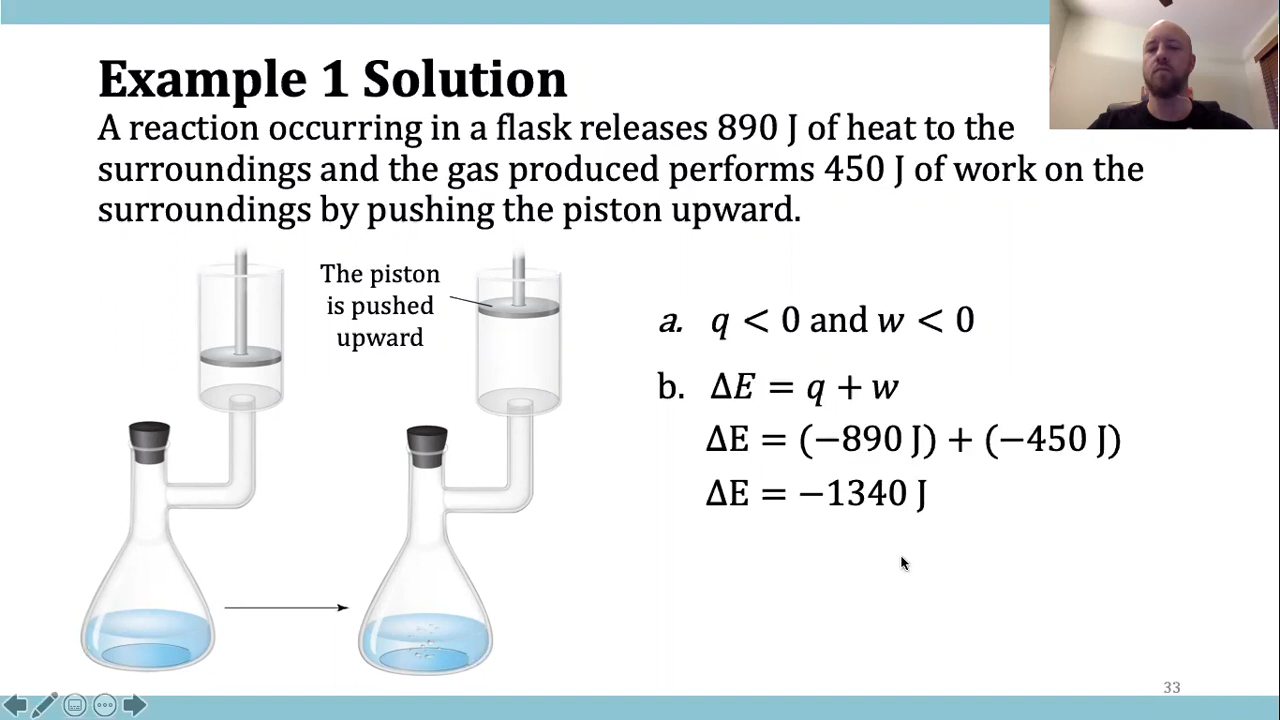 Example 1 Solution
A reaction occurring in a flask releases 890 J of heat to the
surroundings and the gas produced performs 450 J of work on the
surroundings by pushing the piston upward.
The piston
is pushed
upward
a. q < 0 and w < 0
b. ΔE = q + w
ΔE = (−890 J) + (−450 J)
ΔE = −1340 J
33